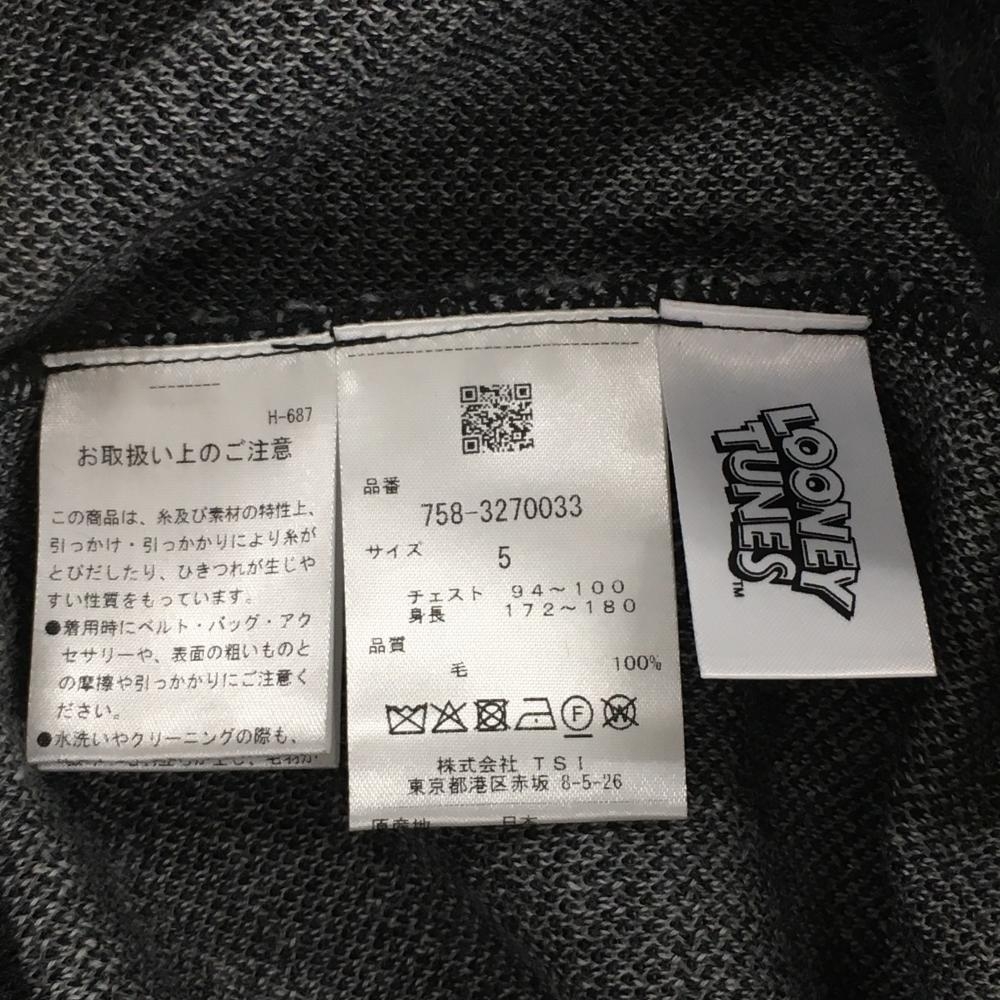 H-687
お取扱い上のご注意
この商品は、糸及び素材の特性上、
引っかけ・引っかかりにより糸が
とびだしたり、ひきつれが生じや
すい性質をもっています。
●着用時にベルト・バッグ・アク
セサリーや、表面の粗いものと
の摩擦や引っかかりにご注意く
ださい。
●水洗いやクリーニングの際も、
品番
758-3270033
サイズ 5
チェスト 94～100
身長 172～180
品質
毛 100%
F
W
株式会社 TSI
東京都港区赤坂 8-5-26
原産地 日本
LOONEY
TUNES™